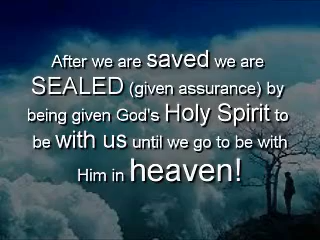 After we are saved we are
SEALED (given assurance) by
being given God's Holy Spirit to
be with us until we go to be with
Him in heaven!